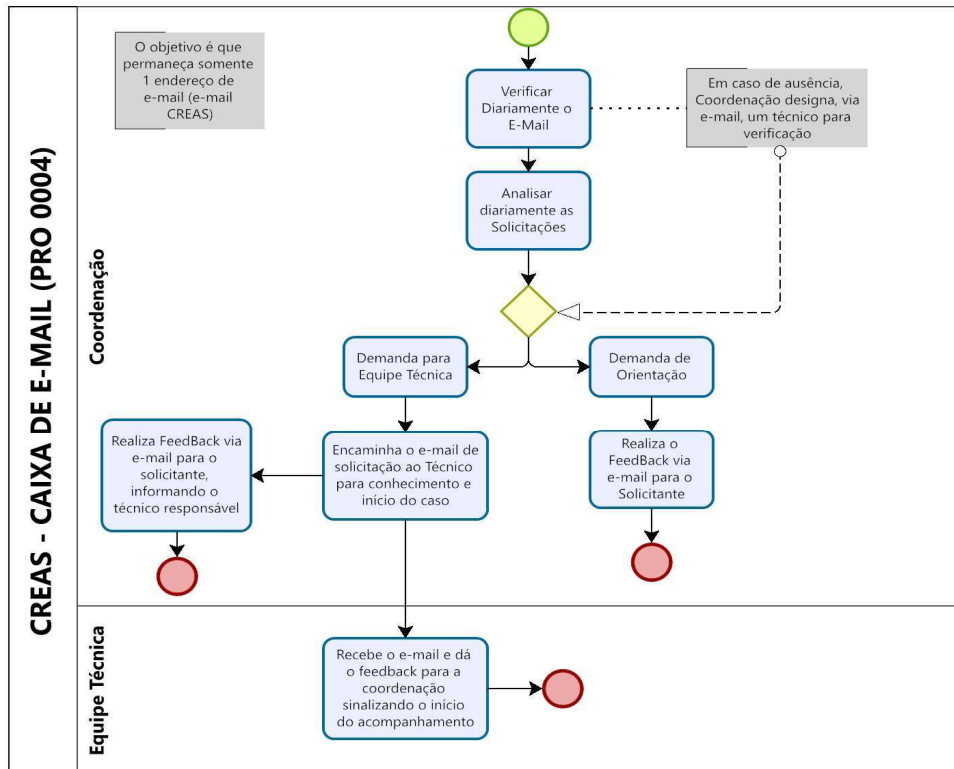 CREAS - CAIXA DE E-MAIL (PRO 0004)
Coordenação
O objetivo é que
permaneça somente
1 endereço de
e-mail (e-mail
CREAS)
Verificar
Diariamente o
E-Mail
Em caso de ausência,
Coordenação designa, via
e-mail, um técnico para
verificação
Analisar
diariamente as
Solicitações
Demanda para
Equipe Técnica
Demanda de
Orientação
Realiza FeedBack via
e-mail para o
solicitante,
informando o
técnico responsável
Encaminha o e-mail de
solicitação ao Técnico
para conhecimento e
início do caso
Realiza o
FeedBack via
e-mail para o
Solicitante
Equipe Técnica
Recebe o e-mail e dá
o feedback para a
coordenação
sinalizando o início
do acompanhamento